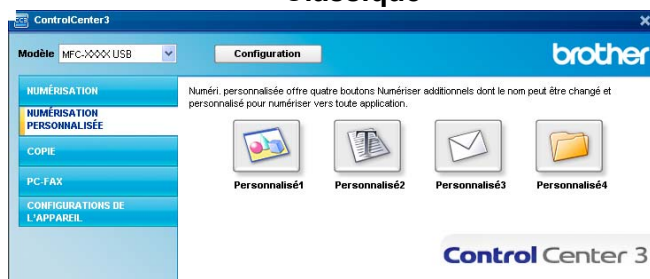 Classique
ControlCenter3
Modèle MFC-XXXX USB Configuration brother
NUMÉRISATION
NUMÉRISATION
PERSONNALISÉE
COPIE
PC-FAX
CONFIGURATIONS DE
L'APPAREIL
Numéri. personnalisée offre quatre boutons Numériser additionnels dont le nom peut être changé et
personnalisé pour numériser vers toute application.
Personnalisé1 Personnalisé2 Personnalisé3 Personnalisé4
Control Center 3